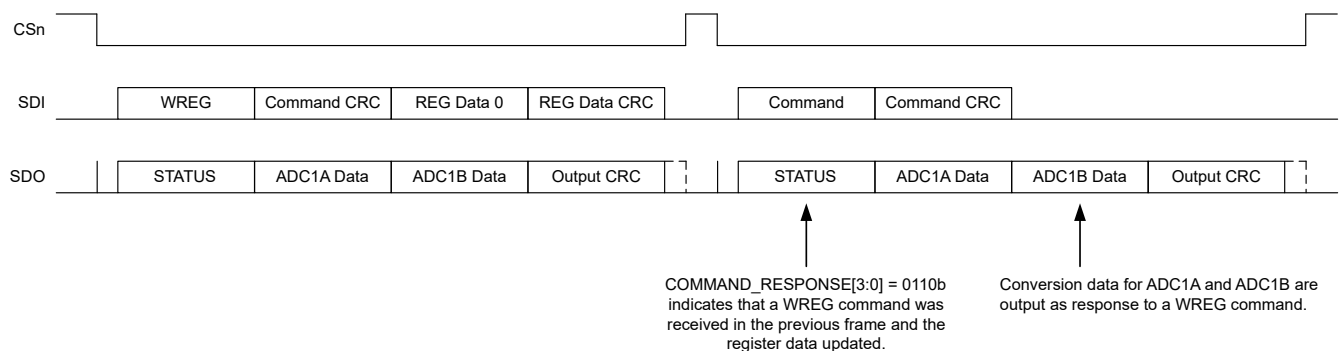 CSn
SDI
WREG
Command CRC
REG Data 0
REG Data CRC
Command
Command CRC
SDO
STATUS
ADC1A Data
ADC1B Data
Output CRC
STATUS
ADC1A Data
ADC1B Data
Output CRC
COMMAND_RESPONSE[3:0] = 0110b
indicates that a WREG command was
received in the previous frame and the
register data updated.
Conversion data for ADC1A and ADC1B are
output as response to a WREG command.